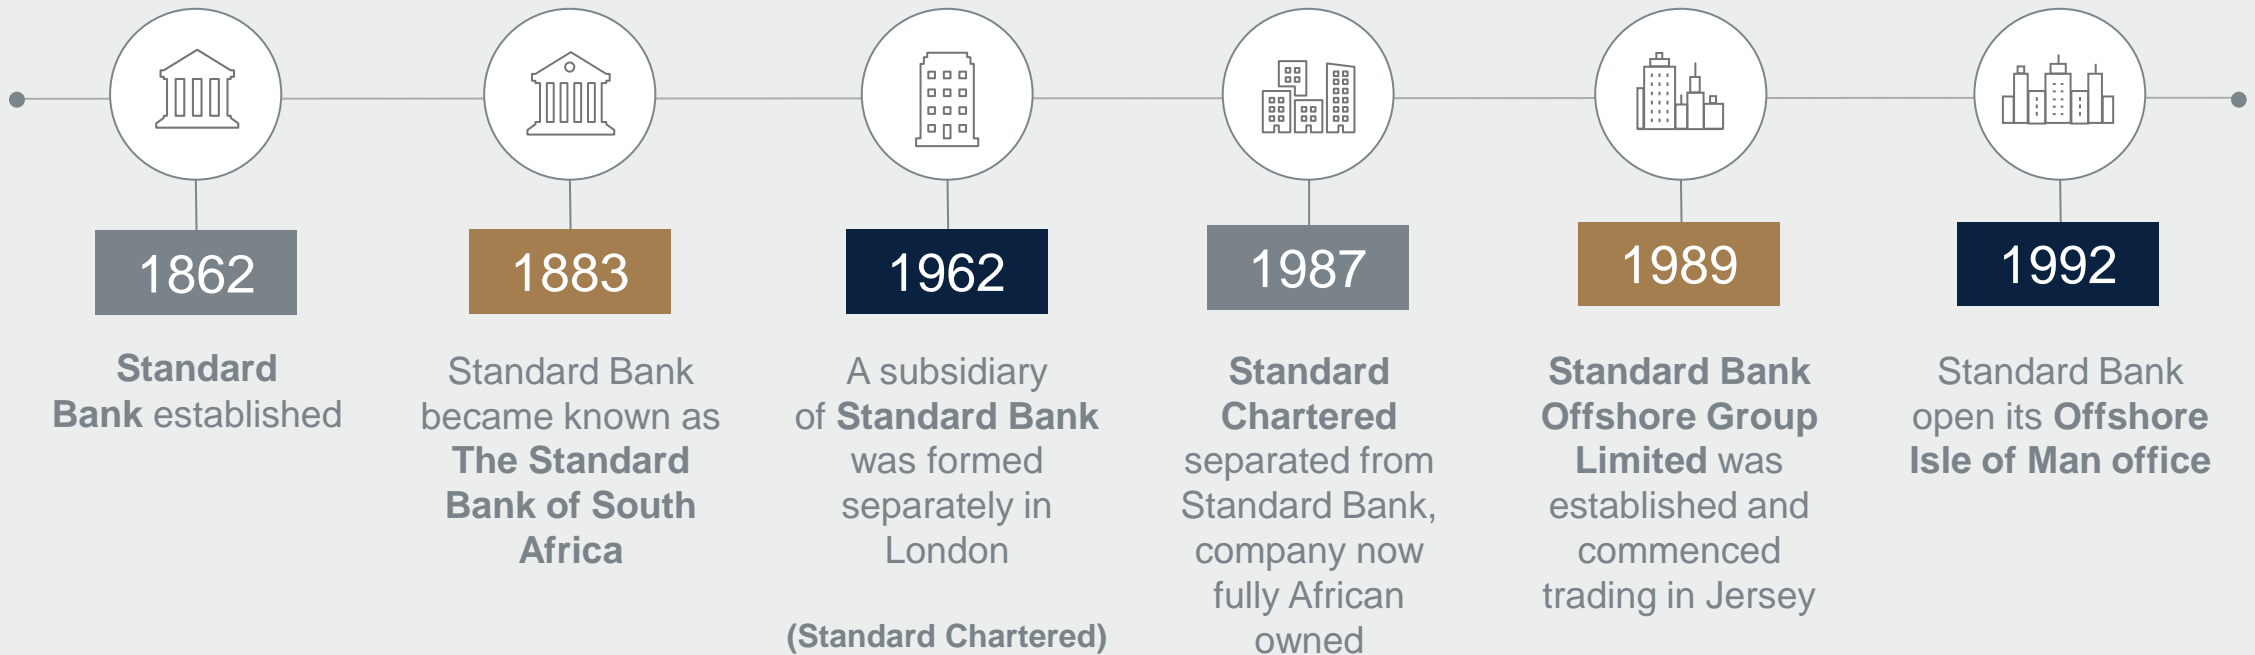 1862
Standard
Bank established
1883
Standard Bank
became known as
The Standard
Bank of South
Africa
1962
A subsidiary
of Standard Bank
was formed
separately in
London
(Standard Chartered)
1987
Standard
Chartered
separated from
Standard Bank,
company now
fully African
owned
1989
Standard Bank
Offshore Group
Limited was
established and
commenced
trading in Jersey
1992
Standard Bank
open its Offshore
Isle of Man office